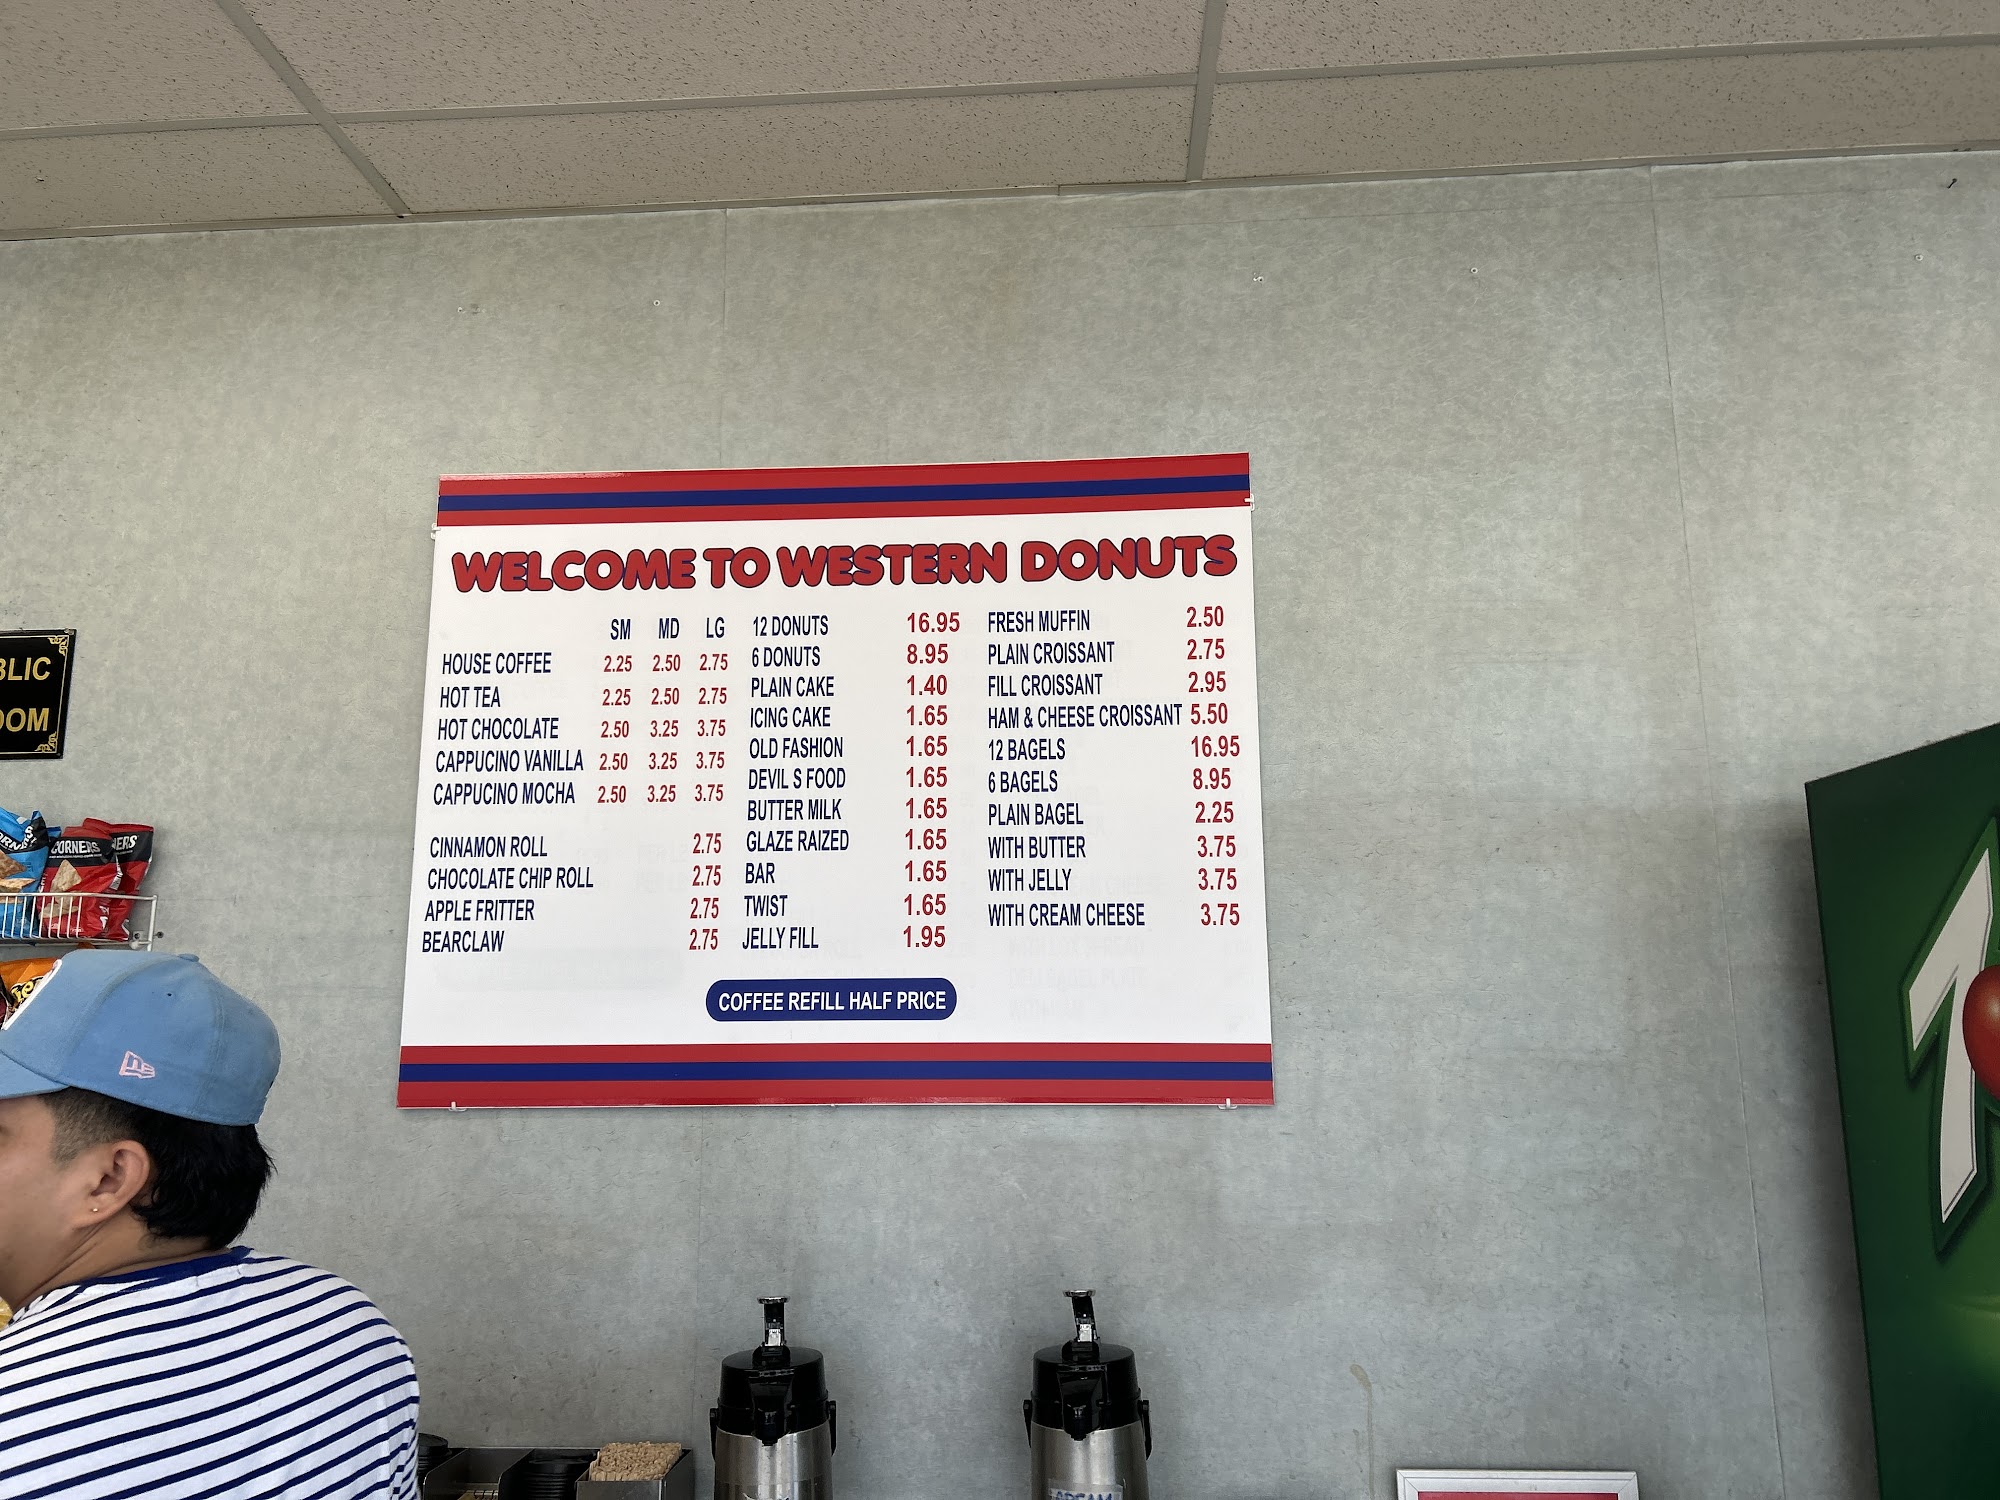 WELCOME TO WESTERN DONUTS
SM MD LG
HOUSE COFFEE 2.25 2.50 2.75
HOT TEA 2.25 2.50 2.75
HOT CHOCOLATE 2.50 3.25 3.75
CAPPUCINO VANILLA 2.50 3.25 3.75
CAPPUCINO MOCHA 2.50 3.25 3.75
CINNAMON ROLL 2.75
CHOCOLATE CHIP ROLL 2.75
APPLE FRITTER 2.75
BEARCLAW 2.75
12 DONUTS 16.95
6 DONUTS 8.95
PLAIN CAKE 1.40
ICING CAKE 1.65
OLD FASHION 1.65
DEVIL S FOOD 1.65
BUTTER MILK 1.65
GLAZE RAIZED 1.65
BAR 1.65
TWIST 1.65
JELLY FILL 1.95
FRESH MUFFIN 2.50
PLAIN CROISSANT 2.75
FILL CROISSANT 2.95
HAM & CHEESE CROISSANT 5.50
12 BAGELS 16.95
6 BAGELS 8.95
PLAIN BAGEL 2.25
WITH BUTTER 3.75
WITH JELLY 3.75
WITH CREAM CHEESE 3.75
COFFEE REFILL HALF PRICE
BLIC
OOM
CORNERS
NERS
7